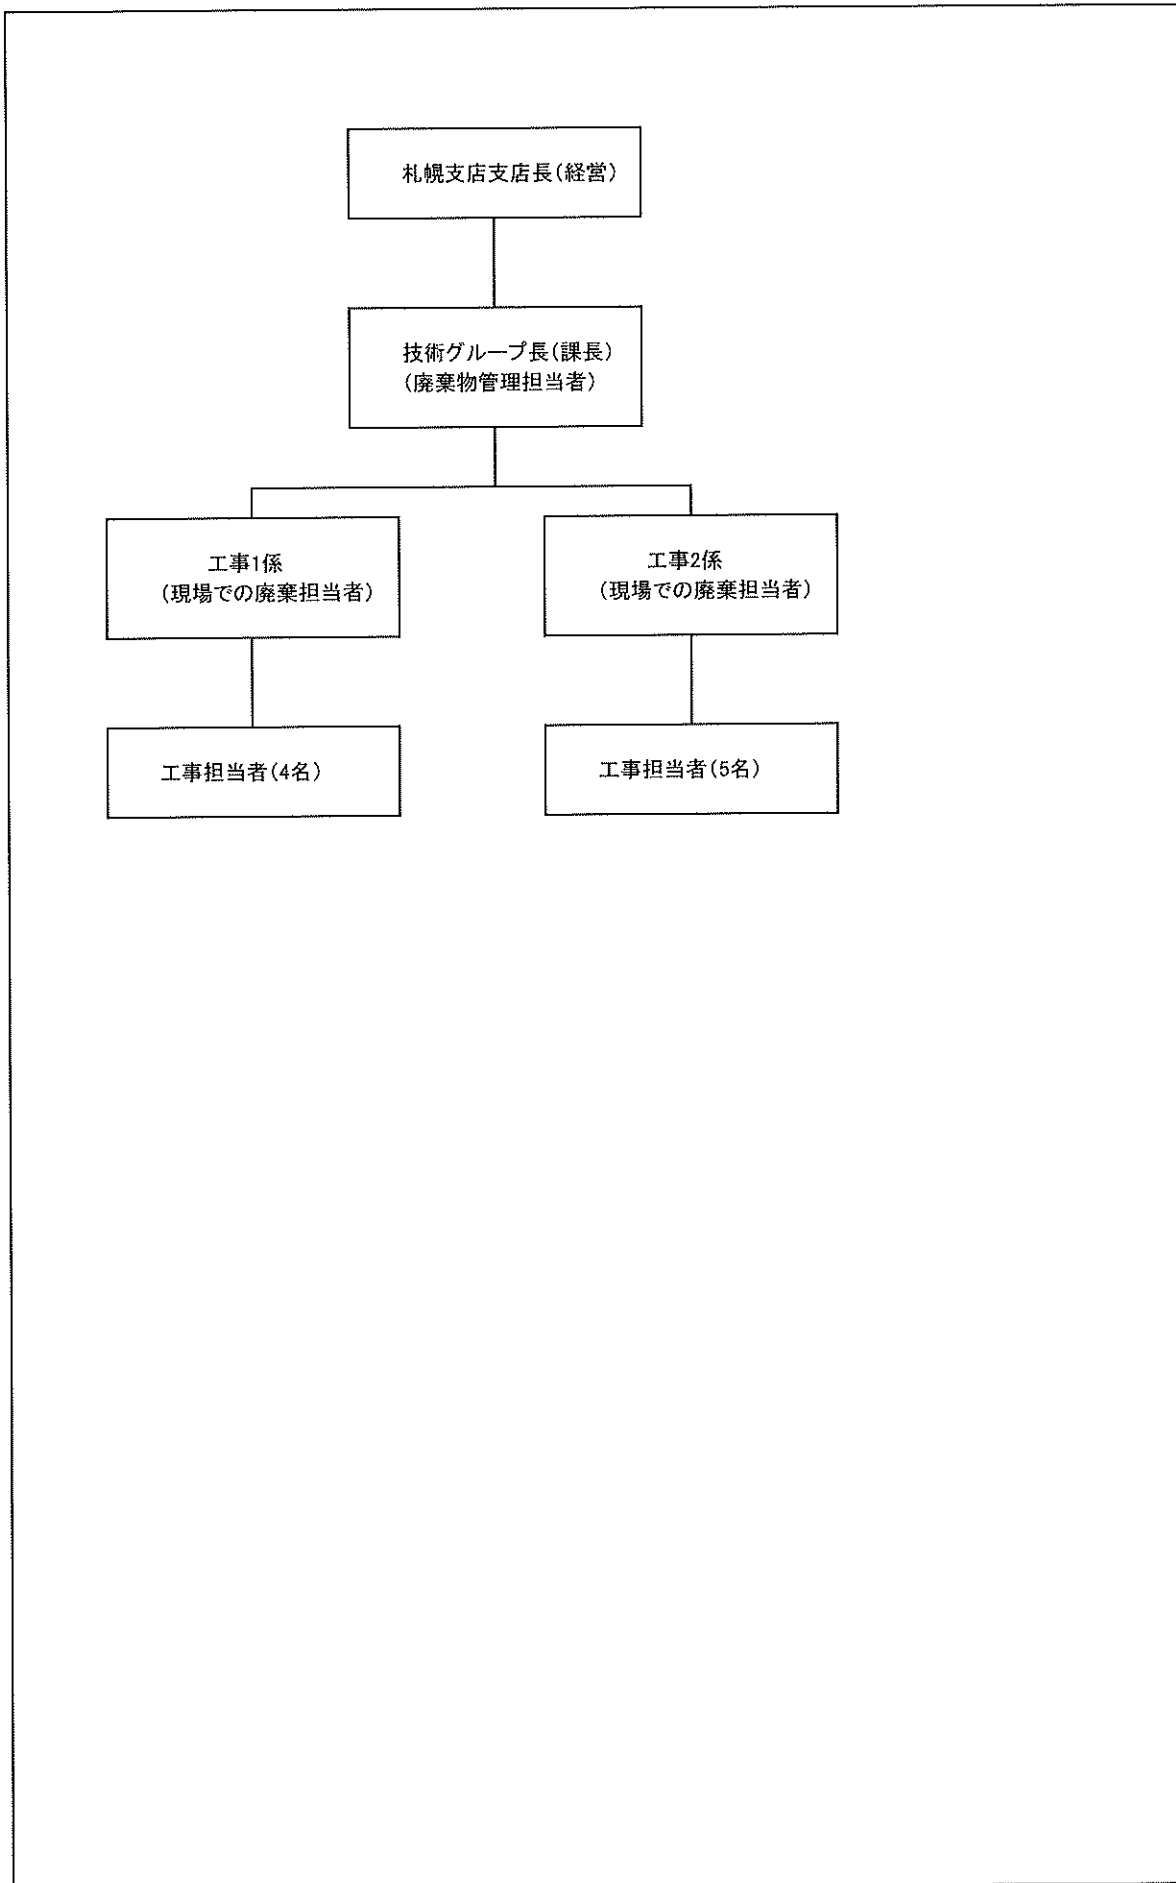 札幌支店支店長(経営)
技術グループ長(課長)
(廃棄物管理担当者)
工事1係
(現場での廃棄担当者)
工事2係
(現場での廃棄担当者)
工事担当者(4名)
工事担当者(5名)